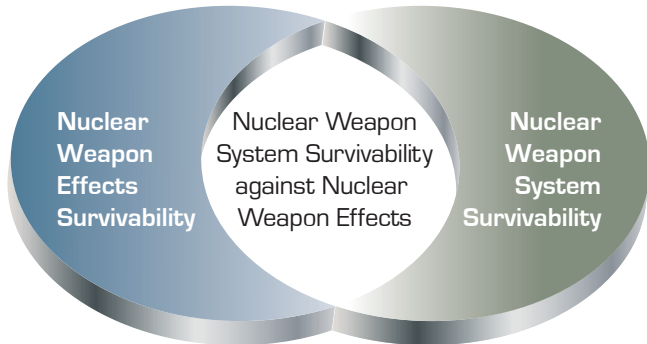 Nuclear
Weapon
Effects
Survivability
Nuclear Weapon
System Survivability
against Nuclear
Weapon Effects
Nuclear
Weapon
System
Survivability